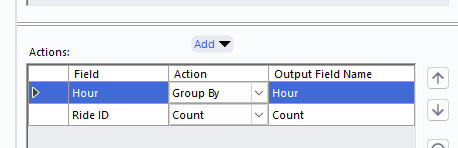 Add
Actions:
Field Action Output Field Name
Hour Group By Hour
Ride ID Count Count